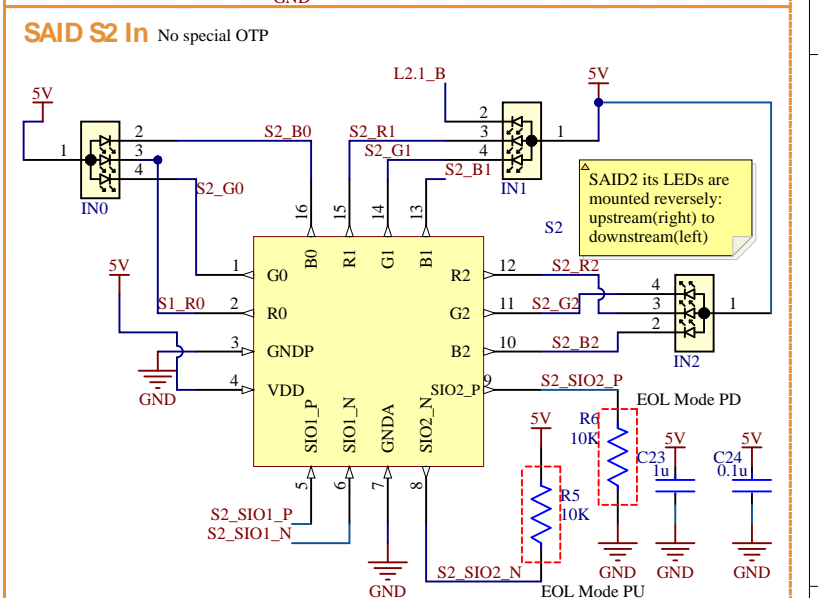 GND
SAID S2 In No special OTP
L2.1_B
5V
5V
2
3
4
1
S2_B0
S2_R1
S2_G1
S2_B1
2
3
4
1
IN0
S2_G0
IN1
SAID2 its LEDs are
mounted reversely:
upstream(right) to
downstream(left)
S2
16
15
14
13
B0
R1
G1
B1
5V
1
G0
S1_R0
2
R0
3
GNDP
4
VDD
GND
R2
12
S2_R2
G2
11
S2_G2
B2
10
S2_B2
SIO2_P
9
S2_SIO2_P
4
3
2
1
IN2
SIO1_P
SIO1_N
GNDA
SIO2_N
5
6
7
8
S2_SIO1_P
S2_SIO1_N
GND
S2_SIO2_N
5V
R5
10K
EOL Mode PU
EOL Mode PD
R6
10K
GND
5V
C23
1u
GND
5V
C24
0.1u
GND